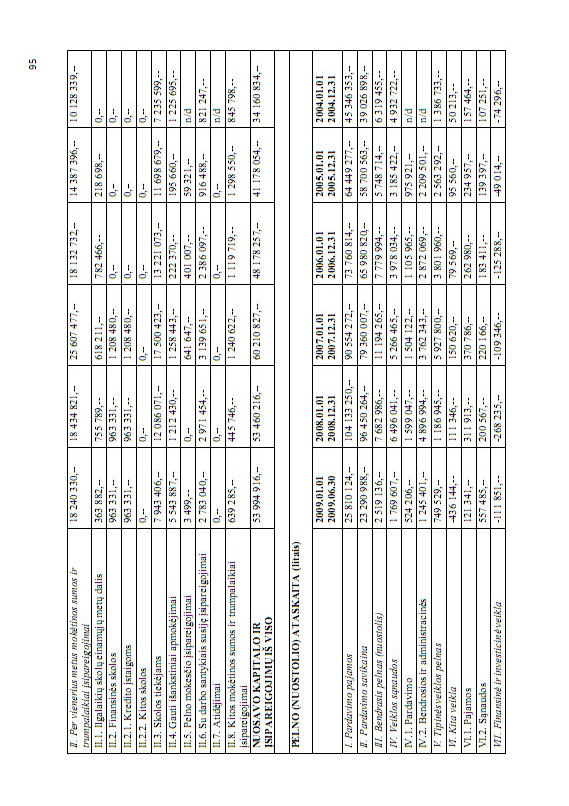 95
II. Per vienerius metus mokėtinos sumos ir trumpalaikiai įsipareigojimai 18 240 330,-- 18 434 821,-- 25 607 477,-- 18 132 732,-- 14 387 396,-- 10 128 339,--
II.1. Ilgalaikių skolų einamųjų metų dalis 363 882,-- 755 789,-- 618 211,-- 782 466,-- 218 698,-- 0,--
II.2. Finansinės skolos 963 331,-- 963 331,-- 1 208 480,-- 0,-- 0,-- 0,--
II.2.1. Kredito įstaigoms 963 331,-- 963 331,-- 1 208 480,-- 0,-- 0,-- 0,--
II.2.2. Kitos skolos 0,-- 0,-- 0,-- 0,-- 0,-- 0,--
II.3. Skolos tiekėjams 7 943 406,-- 12 086 071,-- 17 500 423,-- 13 221 073,-- 11 698 679,-- 7 235 599,--
II.4. Gauti išankstiniai apmokėjimai 5 543 887,-- 1 212 430,-- 1 258 443,-- 222 370,-- 195 660,-- 1 225 695,--
II.5. Pelno mokesčio įsipareigojimai 3 499,-- 0,-- 641 647,-- 401 007,-- 59 321,-- n/d
II.6. Su darbo santykiais susiję įsipareigojimai 2 783 040,-- 2 971 454,-- 3 139 651,-- 2 386 097,-- 916 488,-- 821 247,--
II.7. Atidėjimai 0,-- 0,-- 0,-- 0,-- 0,-- n/d
II.8. Kitos mokėtinos sumos ir trumpalaikiai įsipareigojimai 639 285,-- 445 746,-- 1 240 622,-- 1 119 719,-- 1 298 550,-- 845 798,--
NUOSAVO KAPITALO IR ĮSIPAREIGOJIMŲ IŠ VISO 53 994 916,-- 53 460 216,-- 60 210 827,-- 48 178 257,-- 41 178 054,-- 34 160 834,--
PELNO (NUOSTOLIO) ATASKAITA (litais)
2009.01.01 2008.01.01 2007.01.01 2006.01.01 2005.01.01 2004.01.01
2009.06.30 2008.12.31 2007.12.31 2006.12.31 2005.12.31 2004.12.31
I. Pardavimo pajamos 25 810 124,-- 104 133 250,-- 90 554 272,-- 73 760 814,-- 64 449 277,-- 45 346 353,--
II. Pardavimo savikaina 23 290 988,-- 96 450 264,-- 79 360 007,-- 65 980 820,-- 58 700 563,-- 39 026 898,--
III. Bendrasis pelnas (nuostolis) 2 519 136,-- 7 682 986,-- 11 194 265,-- 7 779 994,-- 5 748 714,-- 6 319 455,--
IV. Veiklos sąnaudos 1 769 607,-- 6 496 041,-- 5 266 465,-- 3 978 034,-- 3 185 422,-- 4 932 722,--
IV.1. Pardavimo 524 206,-- 1 599 047,-- 1 504 122,-- 1 105 965,-- 975 921,-- n/d
IV.2. Bendrosios ir administracinės 1 245 401,-- 4 896 994,-- 3 762 343,-- 2 872 069,-- 2 209 501,-- n/d
V. Tipinės veiklos pelnas 749 529,-- 1 186 945,-- 5 927 800,-- 3 801 960,-- 2 563 292,-- 1 386 733,--
VI. Kita veikla -436 144,-- 111 346,-- 150 620,-- 79 569,-- 95 560,-- 50 213,--
VI.1. Pajamos 121 341,-- 311 913,-- 370 786,-- 262 980,-- 234 957,-- 157 464,--
VI.2. Sąnaudos 557 485,-- 200 567,-- 220 166,-- 183 411,-- 139 397,-- 107 251,--
VII. Finansinė ir investicinė veikla -111 851,-- -268 235,-- -109 346,-- -125 288,-- -49 014,-- -74 296,--